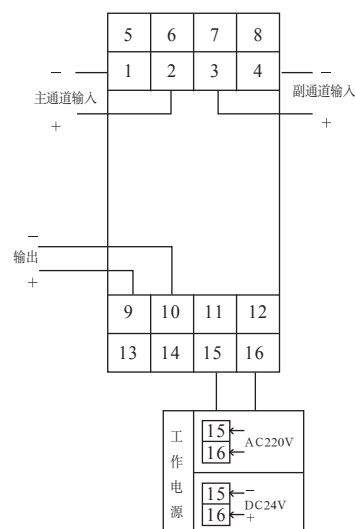 5 6 7 8
− 1 2 3 4 −
主通道输入 副通道输入
+ +
−
输出
+
9 10 11 12
13 14 15 16
工作电源
15 AC220V
16
15 −
DC24V
16 +